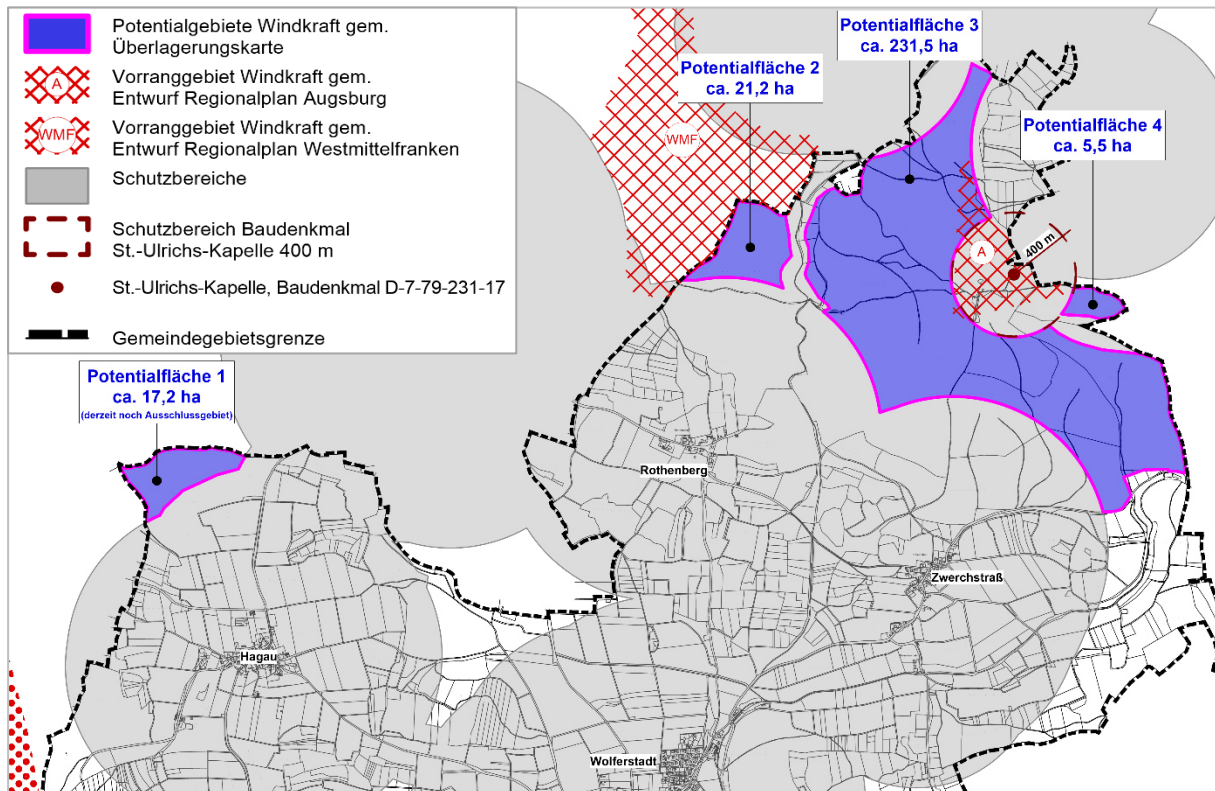 Potentialgebiete Windkraft gem.
Überlagerungskarte
A
Vorranggebiet Windkraft gem.
Entwurf Regionalplan Augsburg
WMF
Vorranggebiet Windkraft gem.
Entwurf Regionalplan Westmittelfranken
Schutzbereiche
Schutzbereich Baudenkmal
St.-Ulrichs-Kapelle 400 m
St.-Ulrichs-Kapelle, Baudenkmal D-7-79-231-17
Gemeindegebietsgrenze
Potentialfläche 3
ca. 231,5 ha
Potentialfläche 2
ca. 21,2 ha
Potentialfläche 4
ca. 5,5 ha
WMF
A
400 m
Potentialfläche 1
ca. 17,2 ha
(derzeit noch Ausschlussgebiet)
Rothenberg
Zwerchstraß
Hagau
Wolferstadt